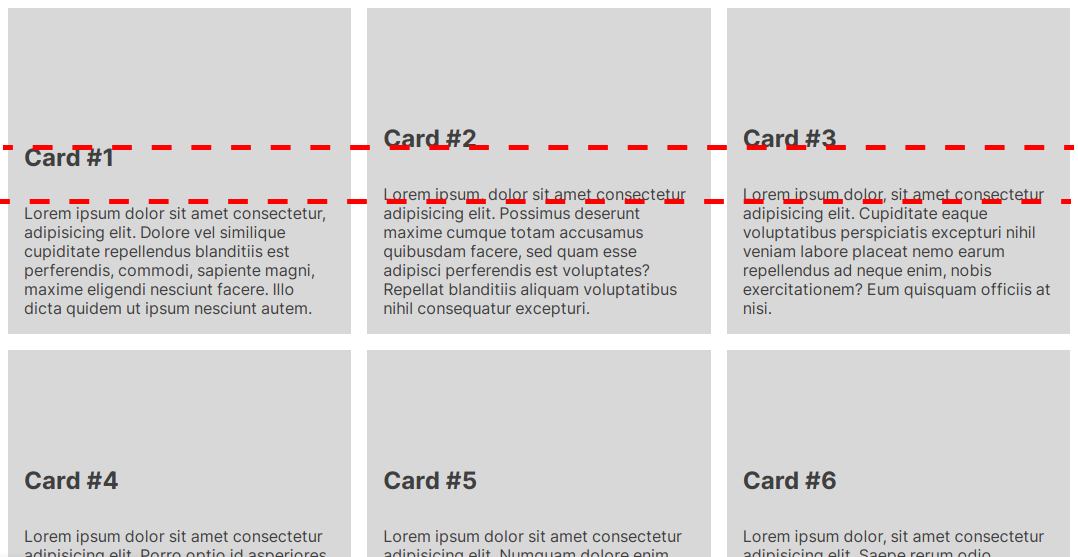 Card #1
Lorem ipsum dolor sit amet consectetur,
adipisicing elit. Dolore vel similique
cupiditate repellendus blanditiis est
perferendis, commodi, sapiente magni,
maxime eligendi nesciunt facere. Illo
dicta quidem ut ipsum nesciunt autem.
Card #2
Lorem ipsum, dolor sit amet consectetur
adipisicing elit. Possimus deserunt
maxime cumque totam accusamus
quibusdam facere, sed quam esse
adipisci perferendis est voluptates?
Repellat blanditiis aliquam voluptatibus
nihil consequatur excepturi.
Card #3
Lorem ipsum dolor, sit amet consectetur
adipisicing elit. Cupiditate eaque
voluptatibus perspiciatis excepturi nihil
veniam labore placeat nemo earum
repellendus ad neque enim, nobis
exercitationem? Eum quisquam officiis at
nisi.
Card #4
Lorem ipsum dolor sit amet consectetur
adipisicing elit. Porro optio id asperiores
Card #5
Lorem ipsum dolor sit amet consectetur
adipisicing elit. Numquam dolore enim
Card #6
Lorem ipsum dolor, sit amet consectetur
adipisicing elit. Saepe rerum odio